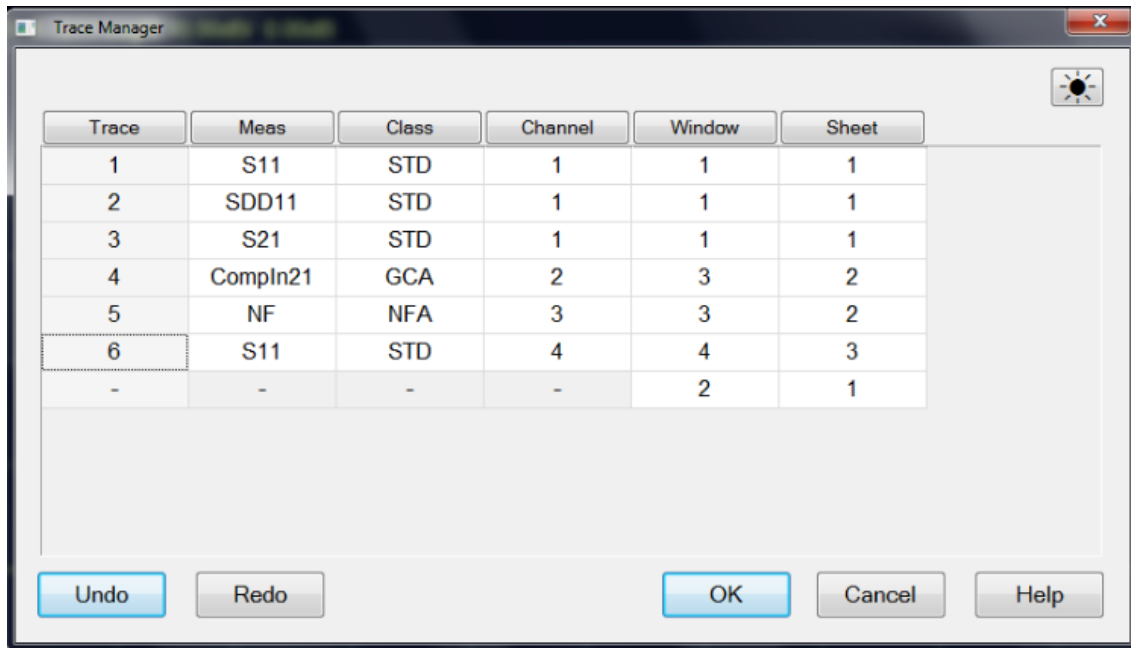 Trace Manager
Trace Meas Class Channel Window Sheet
1 S11 STD 1 1 1
2 SDD11 STD 1 1 1
3 S21 STD 1 1 1
4 CompIn21 GCA 2 3 2
5 NF NFA 3 3 2
6 S11 STD 4 4 3
- - - - 2 1
Undo Redo OK Cancel Help